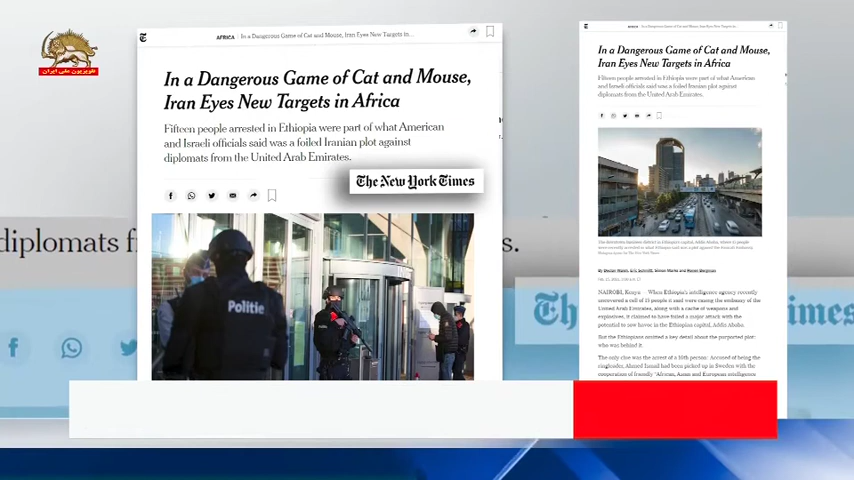 سیمای ملی ایران
AFRICA | In a Dangerous Game of Cat and Mouse, Iran Eyes New Targets in...
In a Dangerous Game of Cat and Mouse,
Iran Eyes New Targets in Africa
Fifteen people arrested in Ethiopia were part of what American
and Israeli officials said was a foiled Iranian plot against
diplomats from the United Arab Emirates.
The New York Times
Politie
In a Dangerous Game of Cat and Mouse,
Iran Eyes New Targets in Africa
Fifteen people arrested in Ethiopia were part of what American
and Israeli officials said was a foiled Iranian plot against
diplomats from the United Arab Emirates.
NAIROBI, Kenya — When Ethiopia's intelligence agency recently
uncovered a cell of 15 people it said were casing the embassy of the
United Arab Emirates, along with a cache of weapons and
explosives, it claimed to have foiled a major attack with the
potential to sow havoc in the Ethiopian capital, Addis Ababa.
But the Ethiopians omitted a key detail about the purported plot:
who was behind it.
The only clue was the arrest of a 16th person: Accused of being the
ringleader, Ahmed Ismail had been picked up in Sweden with the
cooperation of friendly "African, Asian and European intelligence
diplomats f
s.
The
imes